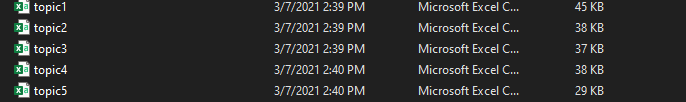 topic1 3/7/2021 2:39 PM Microsoft Excel C... 45 KB
topic2 3/7/2021 2:39 PM Microsoft Excel C... 38 KB
topic3 3/7/2021 2:39 PM Microsoft Excel C... 37 KB
topic4 3/7/2021 2:40 PM Microsoft Excel C... 38 KB
topic5 3/7/2021 2:40 PM Microsoft Excel C... 29 KB